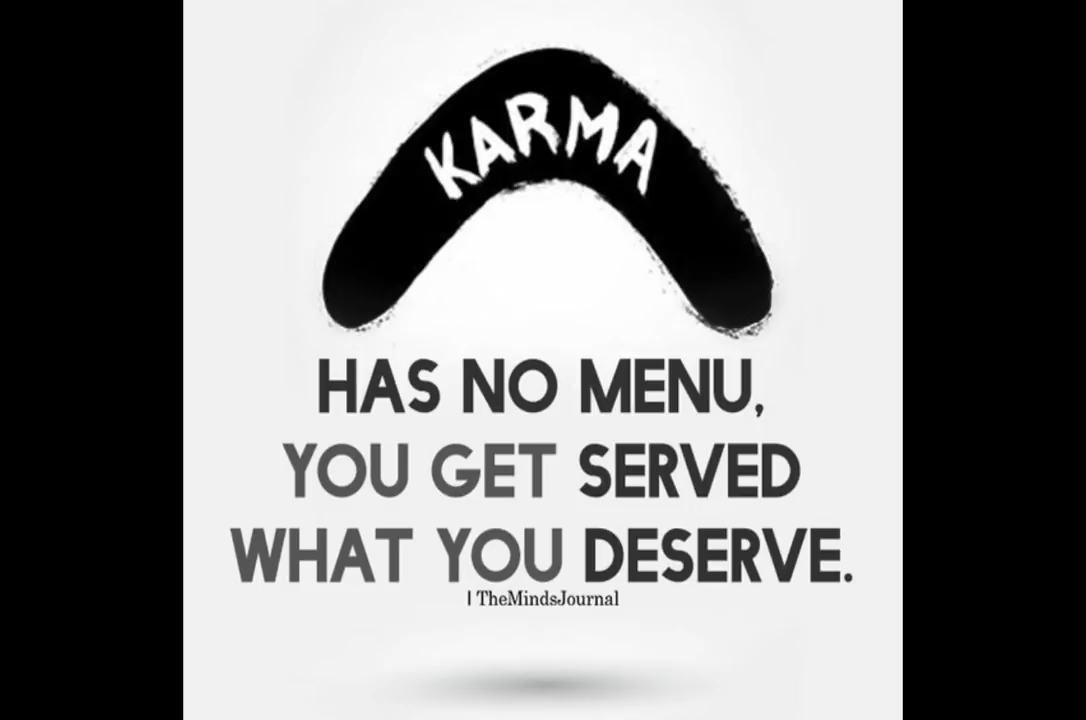 KARMA
HAS NO MENU,
YOU GET SERVED
WHAT YOU DESERVE.
| TheMindsJournal